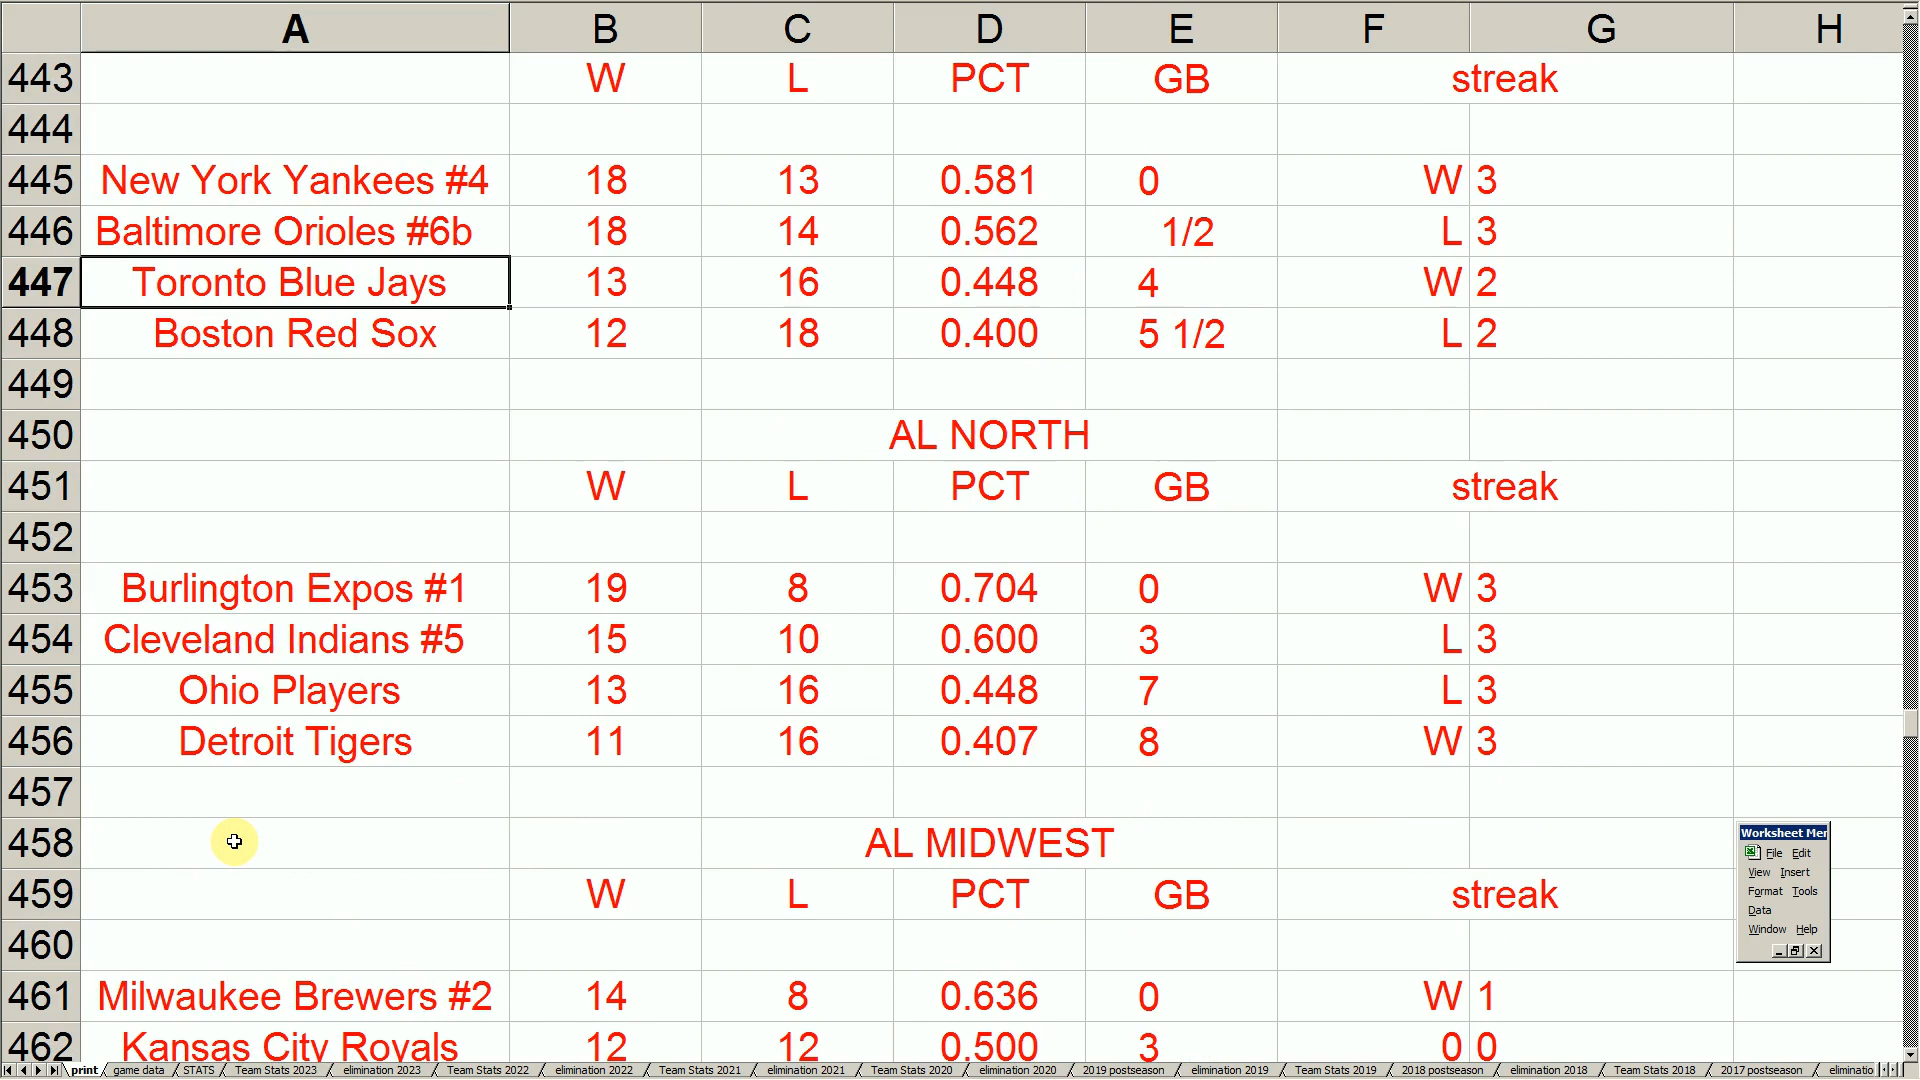 A B C D E F G H
443 W L PCT GB streak
444
445 New York Yankees #4 18 13 0.581 0 W 3
446 Baltimore Orioles #6b 18 14 0.562 1/2 L 3
447 Toronto Blue Jays 13 16 0.448 4 W 2
448 Boston Red Sox 12 18 0.400 5 1/2 L 2
449
450 AL NORTH
451 W L PCT GB streak
452
453 Burlington Expos #1 19 8 0.704 0 W 3
454 Cleveland Indians #5 15 10 0.600 3 L 3
455 Ohio Players 13 16 0.448 7 L 3
456 Detroit Tigers 11 16 0.407 8 W 3
457
458 AL MIDWEST
Worksheet Mer
File Edit
View Insert
Format Tools
Data
Window Help
459 W L PCT GB streak
460
461 Milwaukee Brewers #2 14 8 0.636 0 W 1
462 Kansas City Royals 12 12 0.500 3 0 0
print game data STATS Team Stats 2023 elimination 2023 Team Stats 2022 elimination 2022 Team Stats 2021 elimination 2021 Team Stats 2020 elimination 2020 2019 postseason elimination 2019 Team Stats 2019 2018 postseason elimination 2018 Team Stats 2018 2017 postseason eliminatio